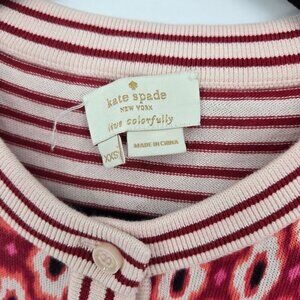 kate spade
NEW YORK
live colorfully
XXS
MADE IN CHINA